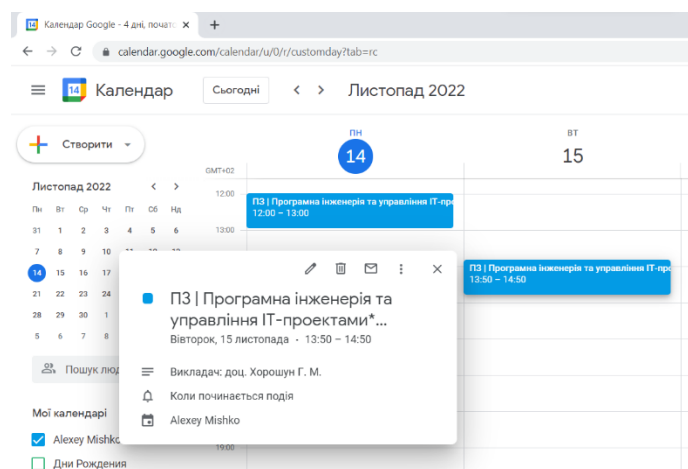 Календар Google - 4 дні, почато
calendar.google.com/calendar/u/0/r/customday?tab=rc
14 Календар
Сьогодні
Листопад 2022
Створити
ПН
14
ВТ
15
GMT+02
Листопад 2022
Пн Вт Ср Чт Пт Сб Нд
31 1 2 3 4 5 6
7 8 9 10 11
14 15 16 17
21 22 23 24
28 29 30 1
5 6 7 8
12:00
13:00
19:00
ПЗ | Програмна інженерія та управління ІТ-про
12:00 – 13:00
ПЗ | Програмна інженерія та управління ІТ-про
13:50 – 14:50
ПЗ | Програмна інженерія та
управління ІТ-проектами*...
Вівторок, 15 листопада · 13:50 – 14:50
Викладач: доц. Хорошун Г. М.
Коли починається подія
Alexey Mishko
Пошук люд
Мої календарі
Alexey Mishko
Дни Рождения